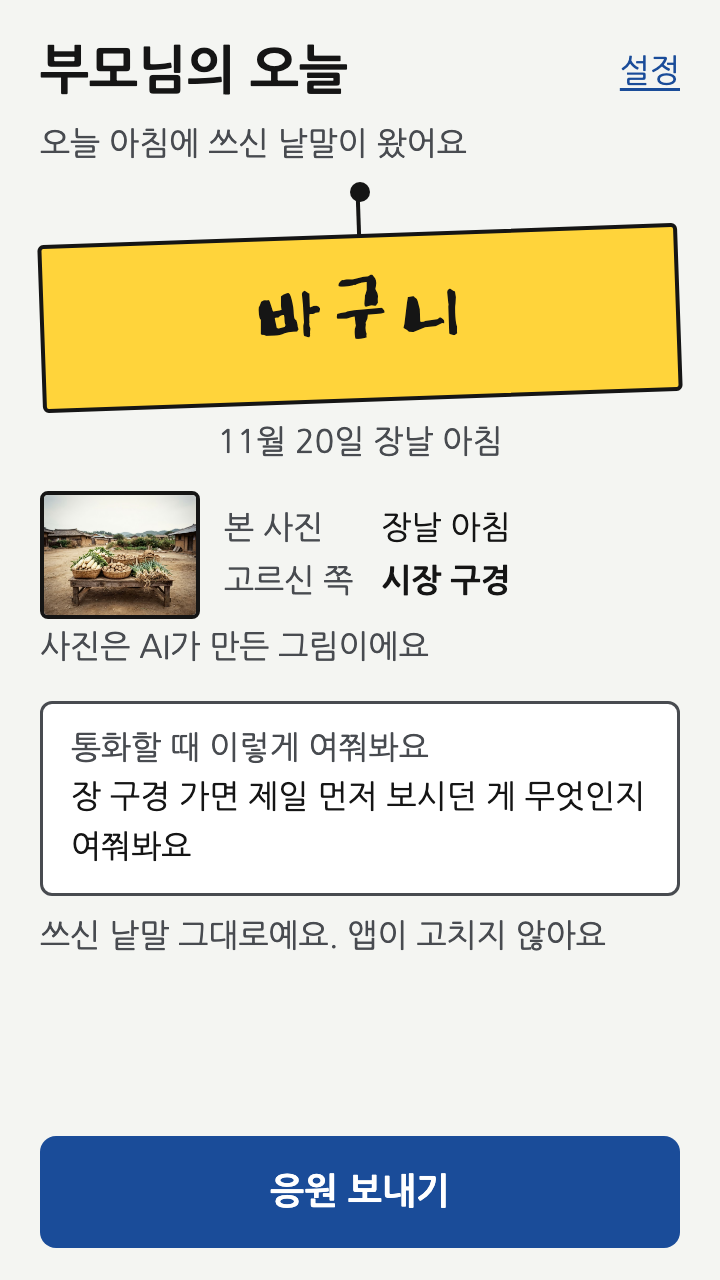 부모님의 오늘
설정
오늘 아침에 쓰신 낱말이 왔어요
바구니
11월 20일 장날 아침
본 사진 장날 아침
고르신 쪽 시장 구경
사진은 AI가 만든 그림이에요
통화할 때 이렇게 여쭤봐요
장 구경 가면 제일 먼저 보시던 게 무엇인지
여쭤봐요
쓰신 낱말 그대로예요. 앱이 고치지 않아요
응원 보내기